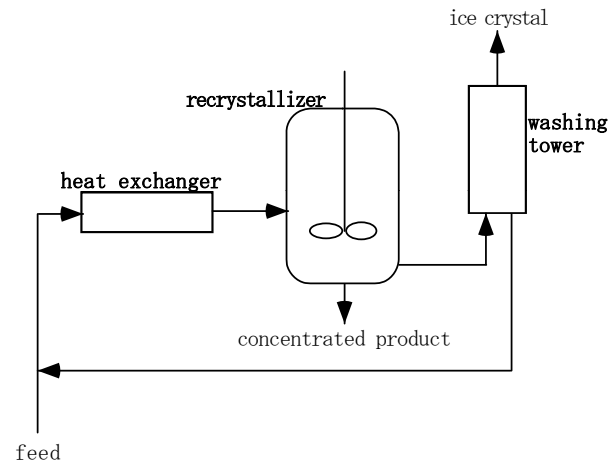 ice crystal
recrystallizer
washing
tower
heat exchanger
concentrated product
feed